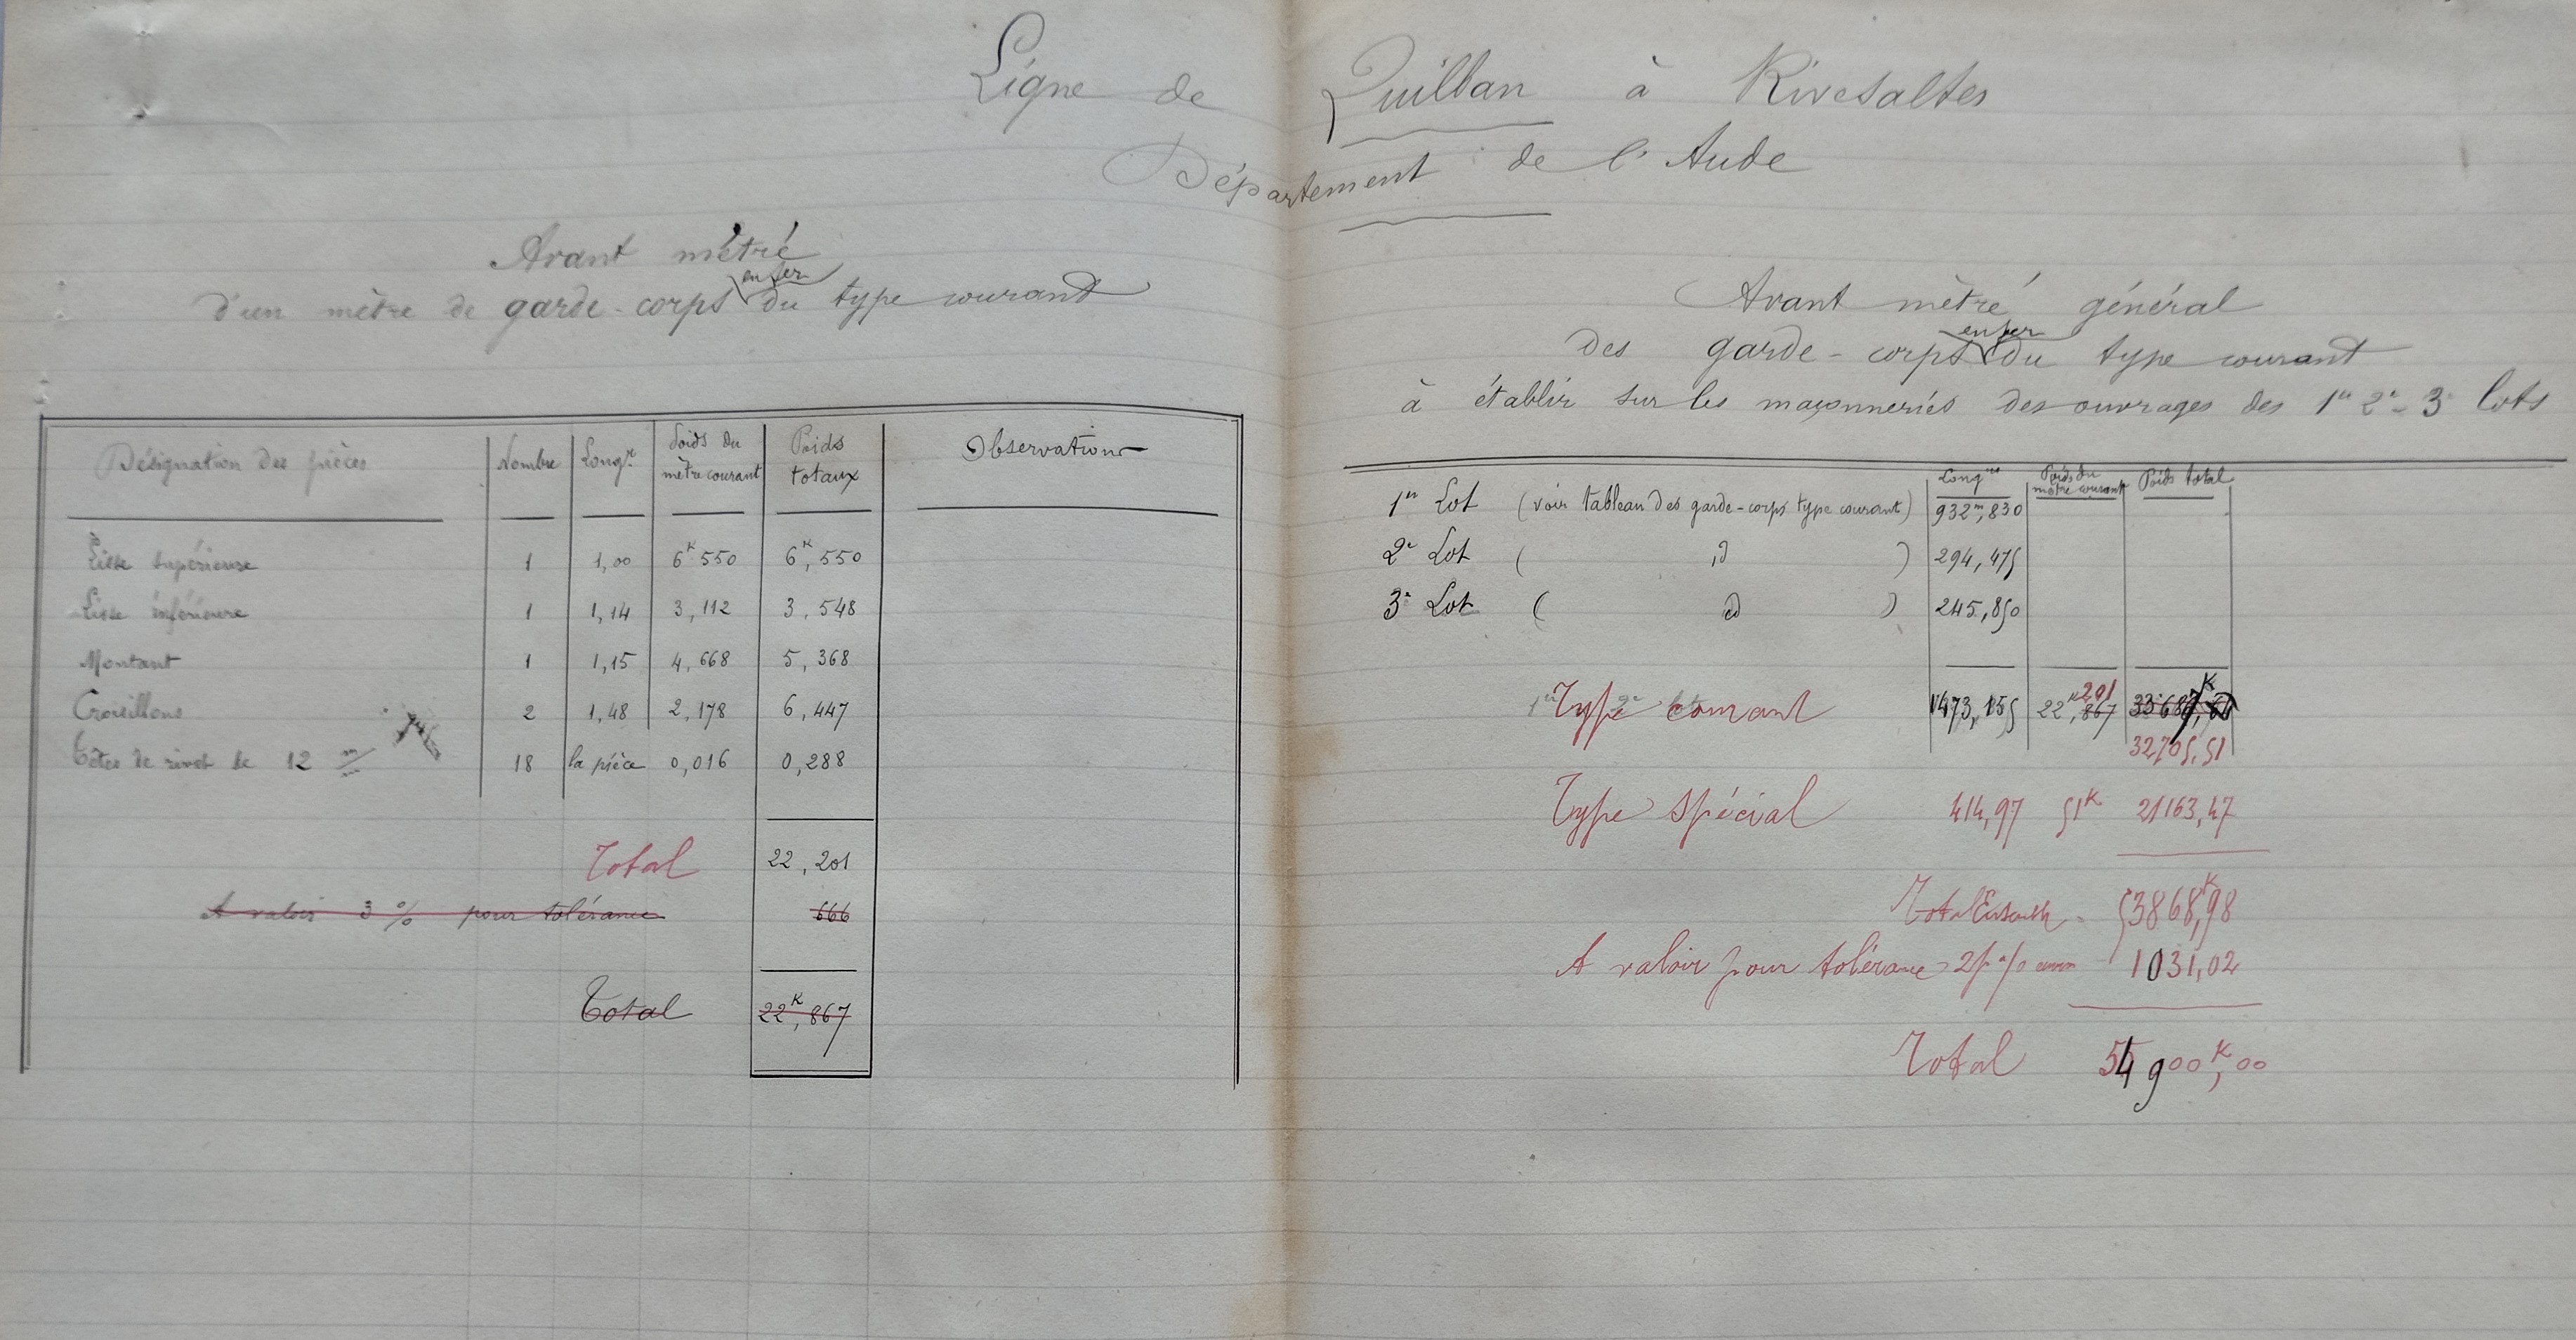 Ligne de Quillan à Rivesaltes
Département de l'Aude
Avant métré
en fer
d'un mètre de garde-corps du type courant
Désignation des pièces Nombre Longr Poids du mètre courant Poids totaux Observations
Lisse supérieure 1 1,00 6K 550 6K,550
Lisse inférieure 1 1,14 3,112 3,548
Montant 1 1,15 4,668 5,368
Croisillons 2 1,48 2,178 6,447
Têtes de rivet de 12 m/m 18 la pièce 0,016 0,288
Total 22,201
A valoir 3 % pour tolérance 666
Total 22K,867
Avant métré général
en fer
des garde-corps du type courant
à établir sur les maçonneries des ouvrages des 1er 2e 3e lots
Longrs Poids du mètre courant Poids total
1er Lot (voir tableau des garde-corps type courant) 932m,830
2e Lot ( d ) 294,475
3e Lot ( d ) 245,850
201
Type courant 1473,155 22K,867
32705,51
Type spécial 414,97 51K 21163,47
Total Ensemble 53868K,98
A valoir pour tolérance 2 p % 1031,02
Total 54900K,00